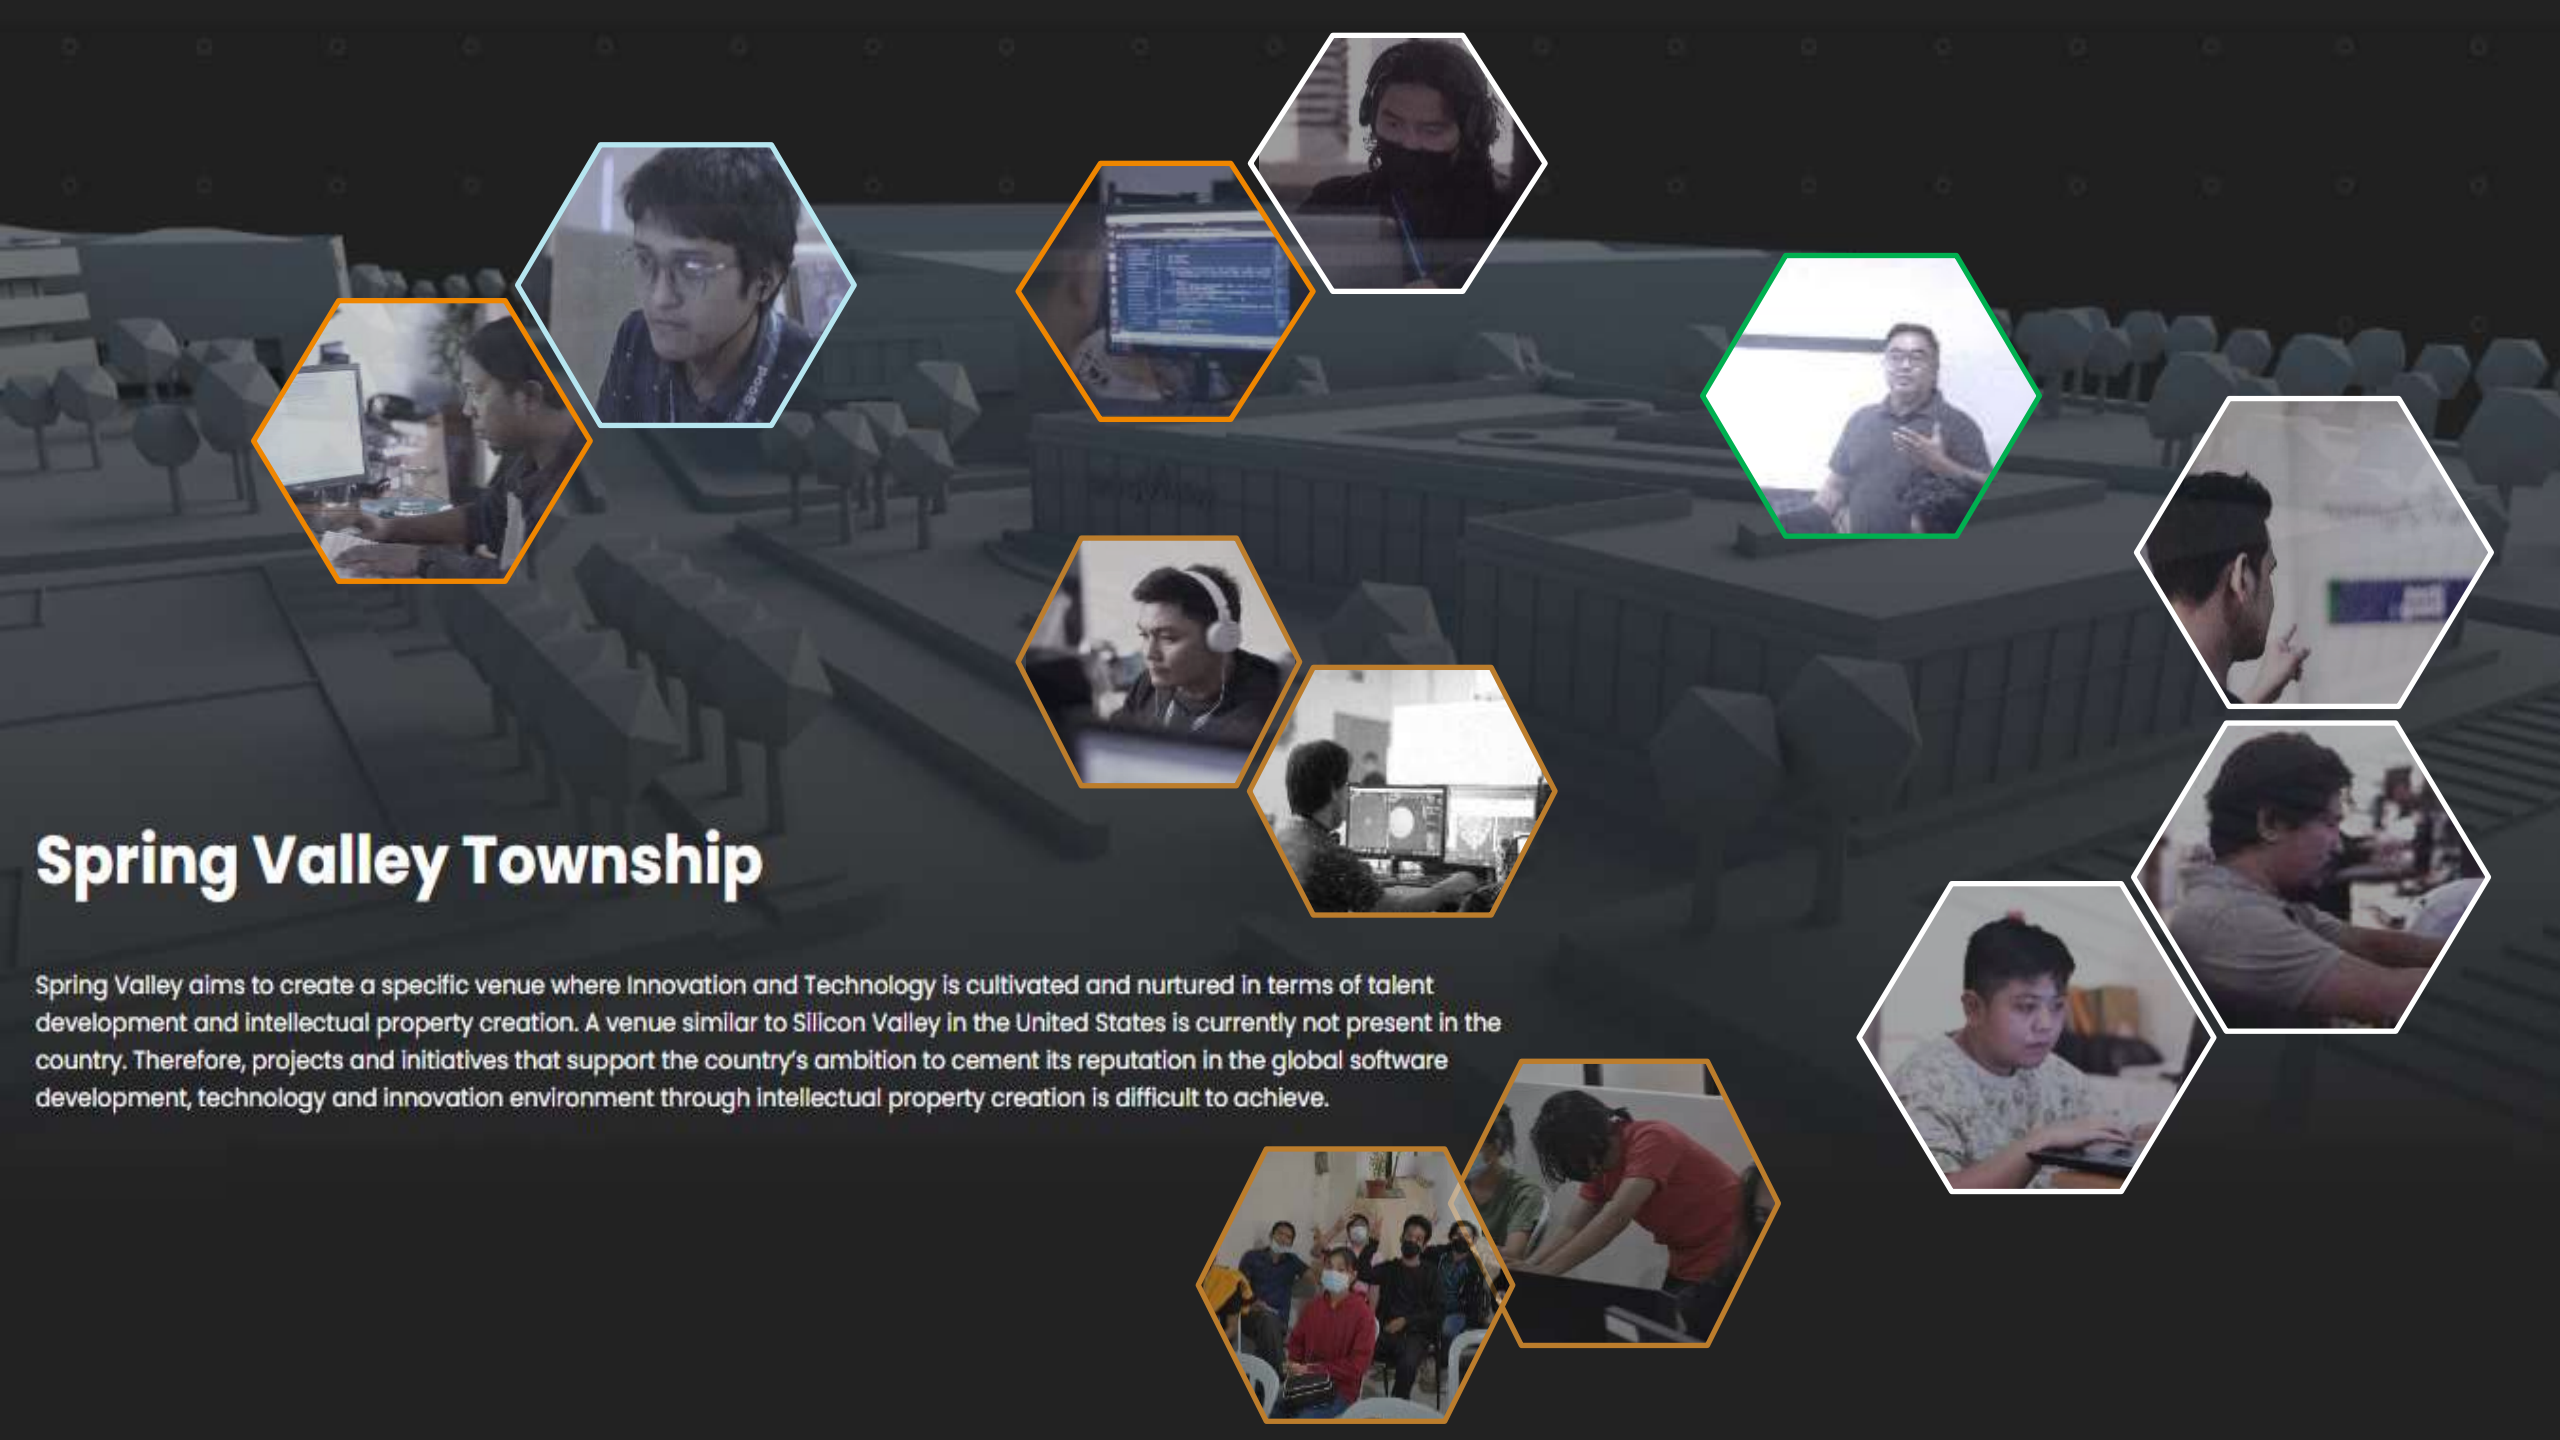 Spring Valley Township
Spring Valley aims to create a specific venue where Innovation and Technology is cultivated and nurtured in terms of talent
development and intellectual property creation. A venue similar to Silicon Valley in the United States is currently not present in the
country. Therefore, projects and initiatives that support the country's ambition to cement its reputation in the global software
development, technology and innovation environment through intellectual property creation is difficult to achieve.